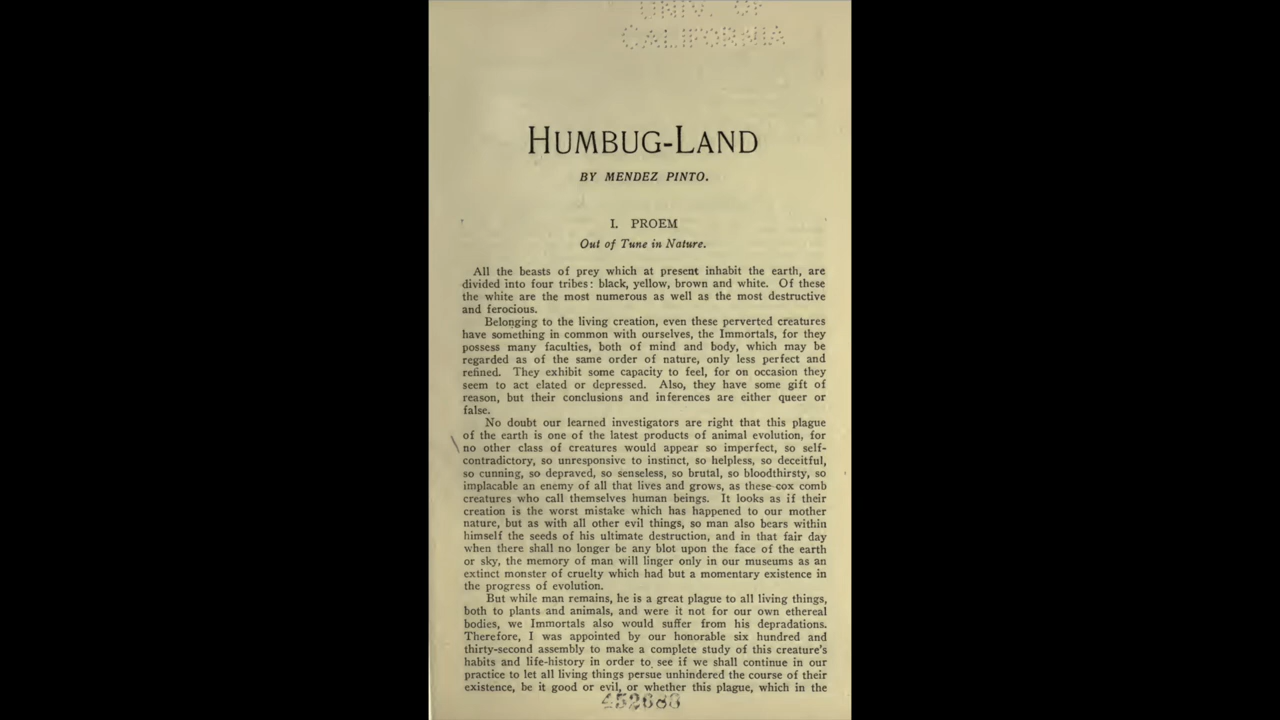 UNIV. OF
CALIFORNIA
HUMBUG-LAND
BY MENDEZ PINTO.
I. PROEM
Out of Tune in Nature.
All the beasts of prey which at present inhabit the earth, are
divided into four tribes: black, yellow, brown and white. Of these
the white are the most numerous as well as the most destructive
and ferocious.
Belonging to the living creation, even these perverted creatures
have something in common with ourselves, the Immortals, for they
possess many faculties, both of mind and body, which may be
regarded as of the same order of nature, only less perfect and
refined. They exhibit some capacity to feel, for on occasion they
seem to act elated or depressed. Also, they have some gift of
reason, but their conclusions and inferences are either queer or
false.
No doubt our learned investigators are right that this plague
of the earth is one of the latest products of animal evolution, for
no other class of creatures would appear so imperfect, so self-
contradictory, so unresponsive to instinct, so helpless, so deceitful,
so cunning, so depraved, so senseless, so brutal, so bloodthirsty, so
implacable an enemy of all that lives and grows, as these cox comb
creatures who call themselves human beings. It looks as if their
creation is the worst mistake which has happened to our mother
nature, but as with all other evil things, so man also bears within
himself the seeds of his ultimate destruction, and in that fair day
when there shall no longer be any blot upon the face of the earth
or sky, the memory of man will linger only in our museums as an
extinct monster of cruelty which had but a momentary existence in
the progress of evolution.
But while man remains, he is a great plague to all living things,
both to plants and animals, and were it not for our own ethereal
bodies, we Immortals also would suffer from his depradations.
Therefore, I was appointed by our honorable six hundred and
thirty-second assembly to make a complete study of this creature's
habits and life-history in order to see if we shall continue in our
practice to let all living things persue unhindered the course of their
existence, be it good or evil, or whether this plague, which in the